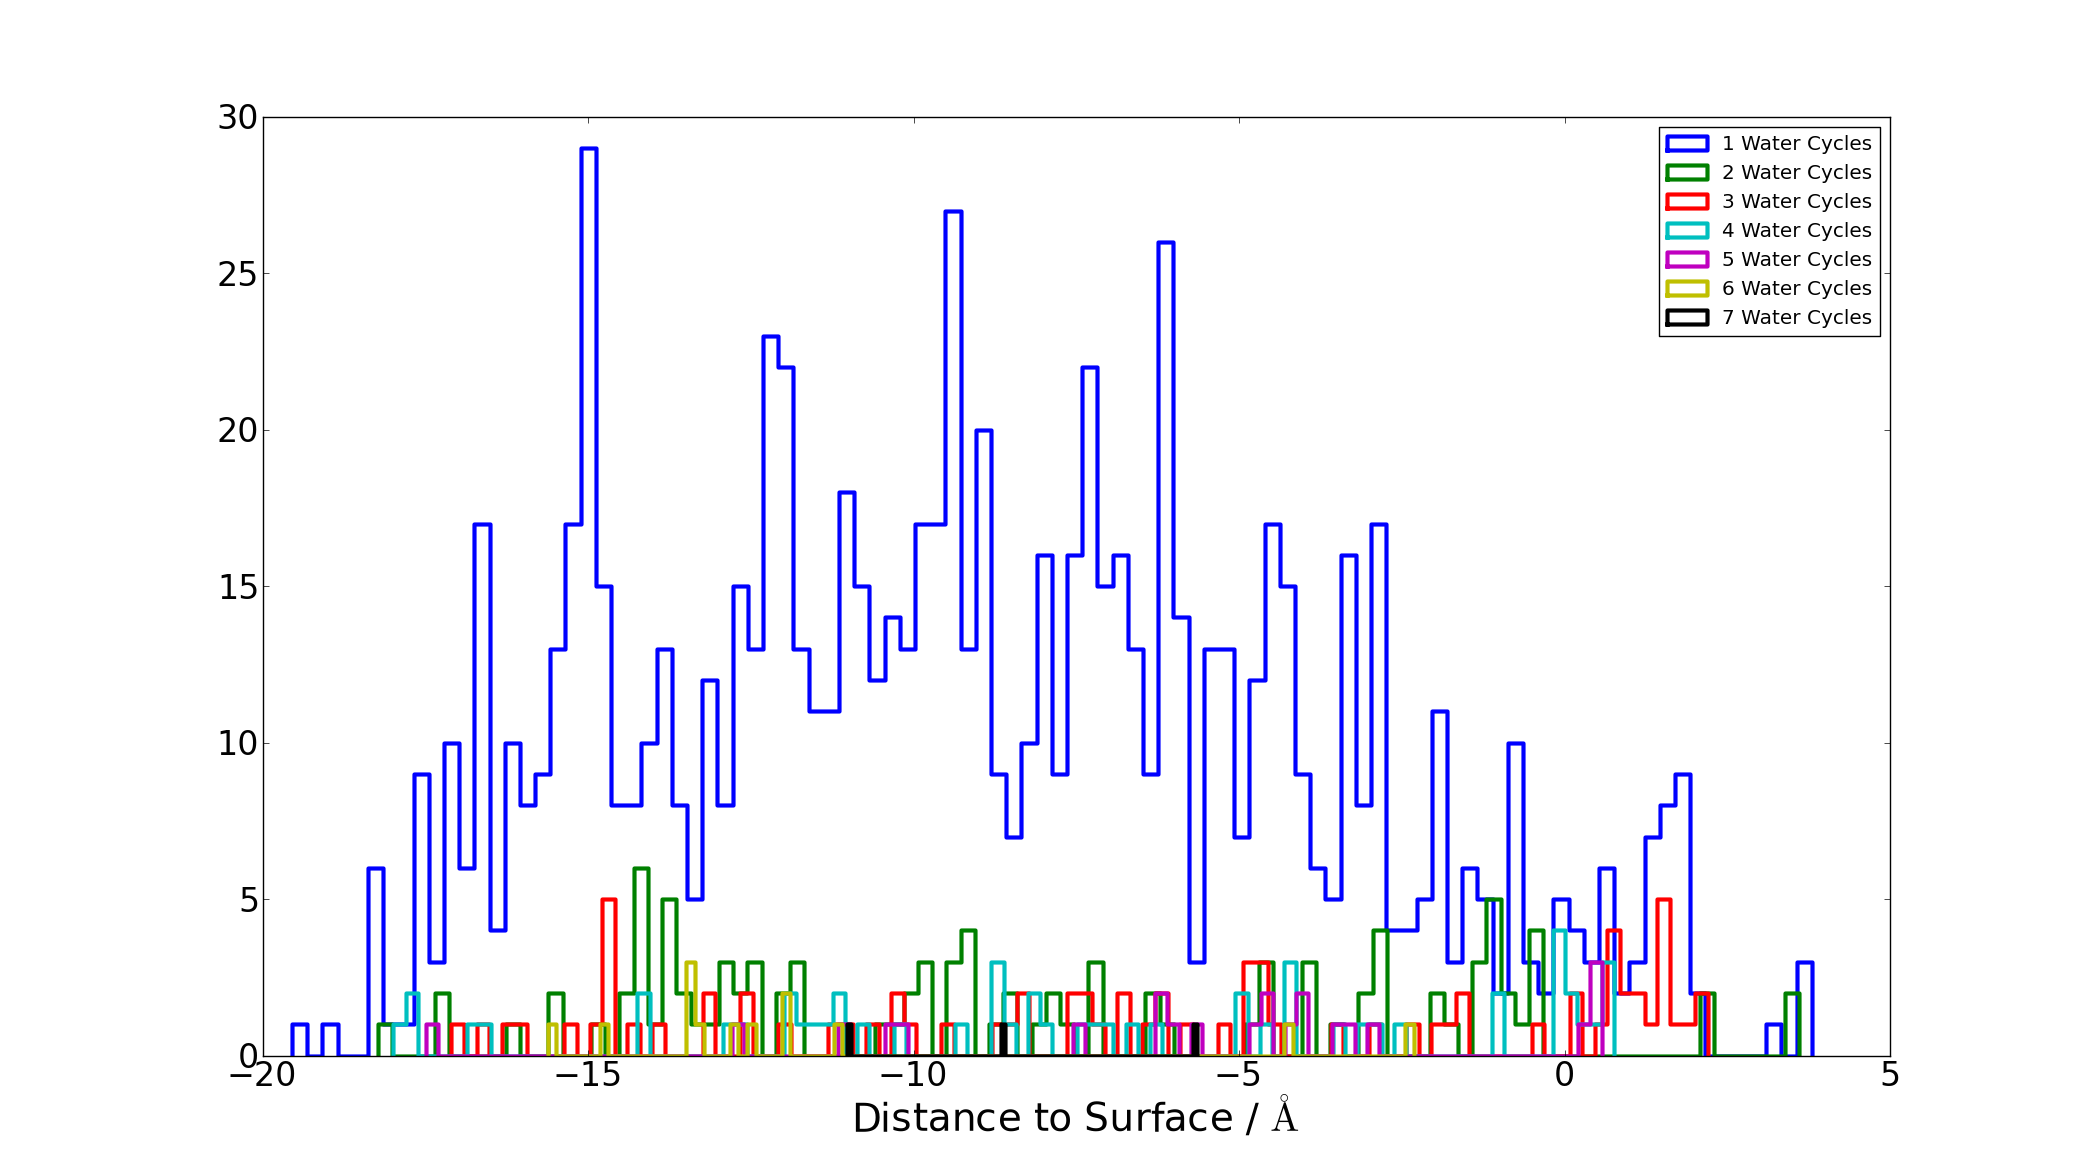 30
25
20
15
10
5
0
−20
−15
−10
−5
0
5
Distance to Surface / Å
1 Water Cycles
2 Water Cycles
3 Water Cycles
4 Water Cycles
5 Water Cycles
6 Water Cycles
7 Water Cycles